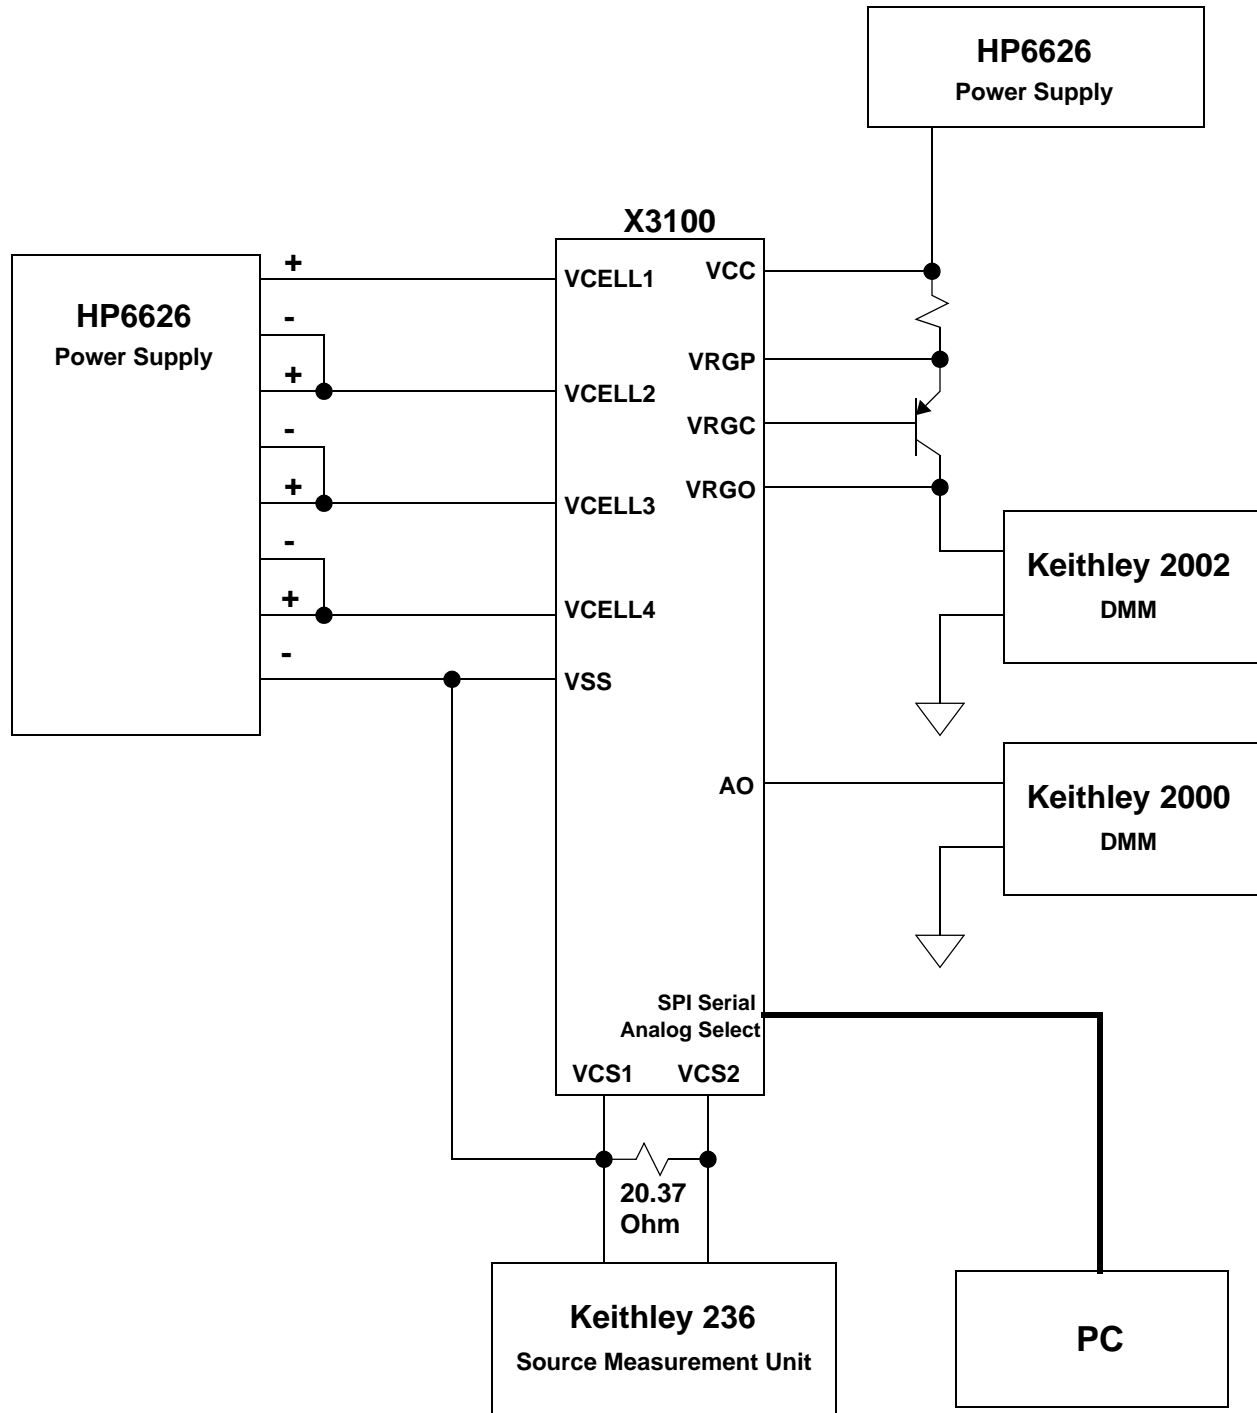 HP6626
Power Supply
X3100
HP6626
Power Supply
+
-
+
-
+
-
+
-
VCELL1
VCELL2
VCELL3
VCELL4
VSS
VCC
VRGP
VRGC
VRGO
AO
Keithley 2002
DMM
Keithley 2000
DMM
SPI Serial
Analog Select
VCS1 VCS2
20.37
Ohm
Keithley 236
Source Measurement Unit
PC